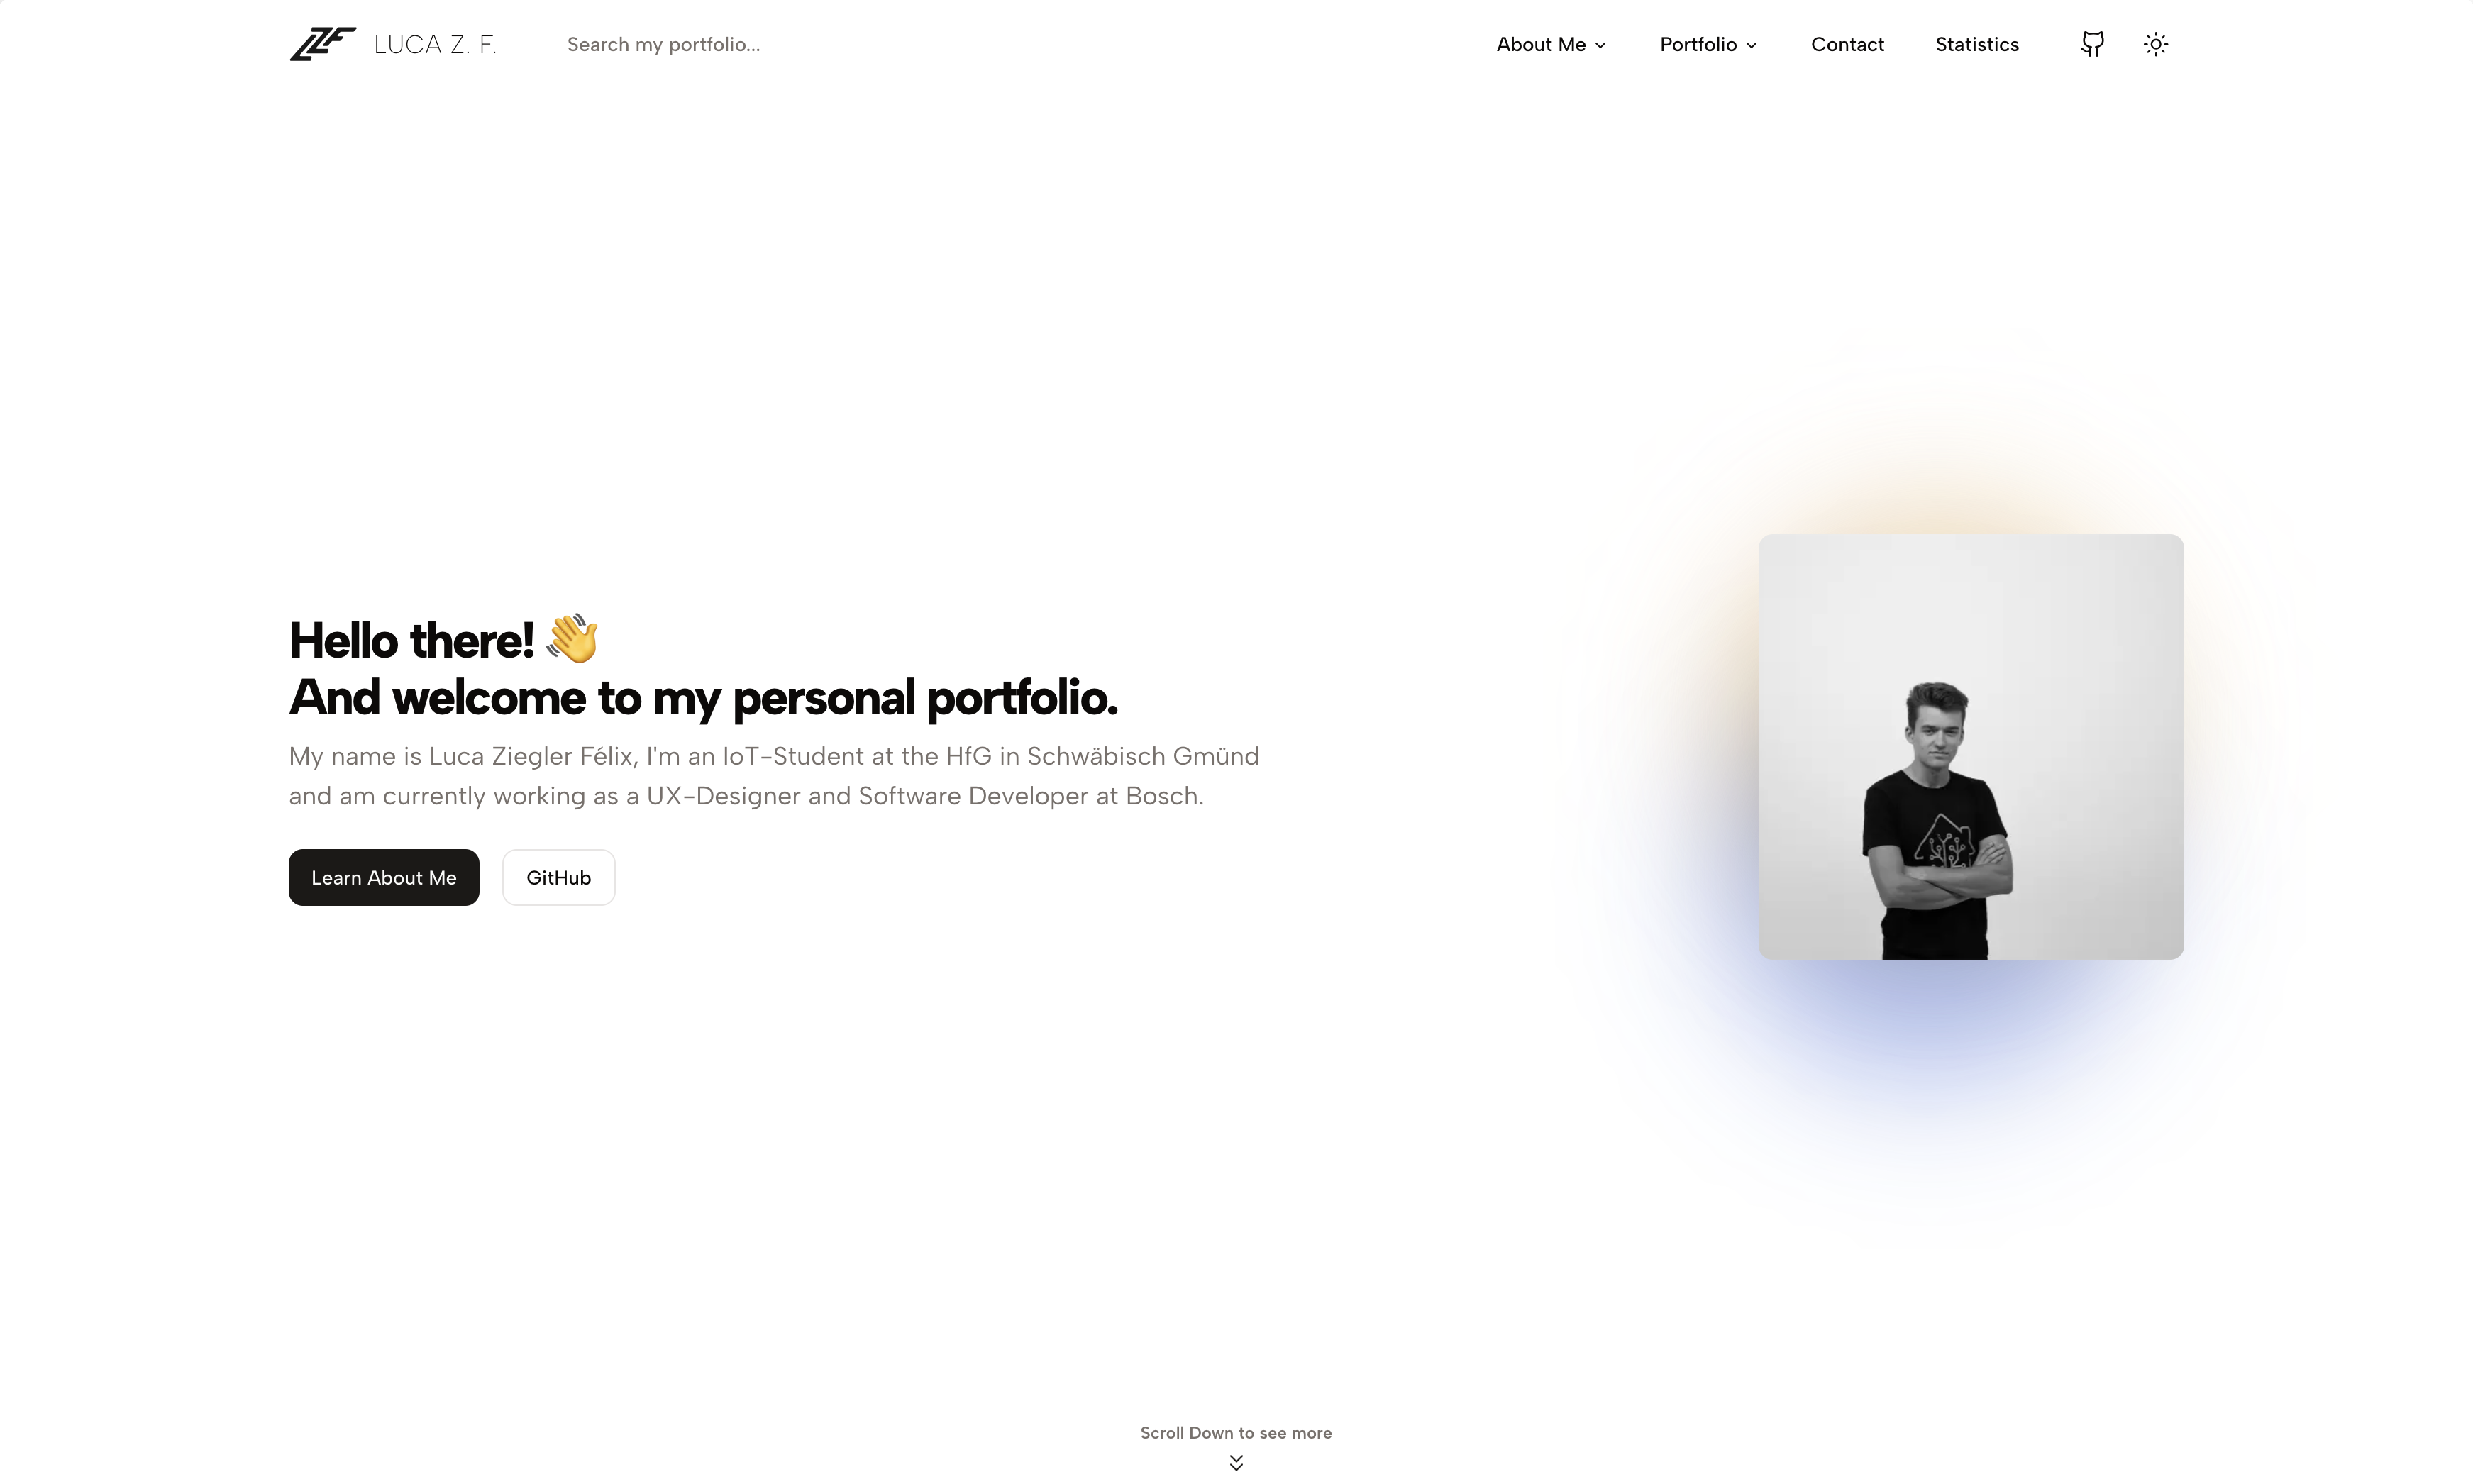 LZF LUCA Z. F.
Search my portfolio...
About Me
Portfolio
Contact
Statistics
Hello there! 👋
And welcome to my personal portfolio.
My name is Luca Ziegler Félix, I'm an IoT-Student at the HfG in Schwäbisch Gmünd
and am currently working as a UX-Designer and Software Developer at Bosch.
Learn About Me
GitHub
Scroll Down to see more